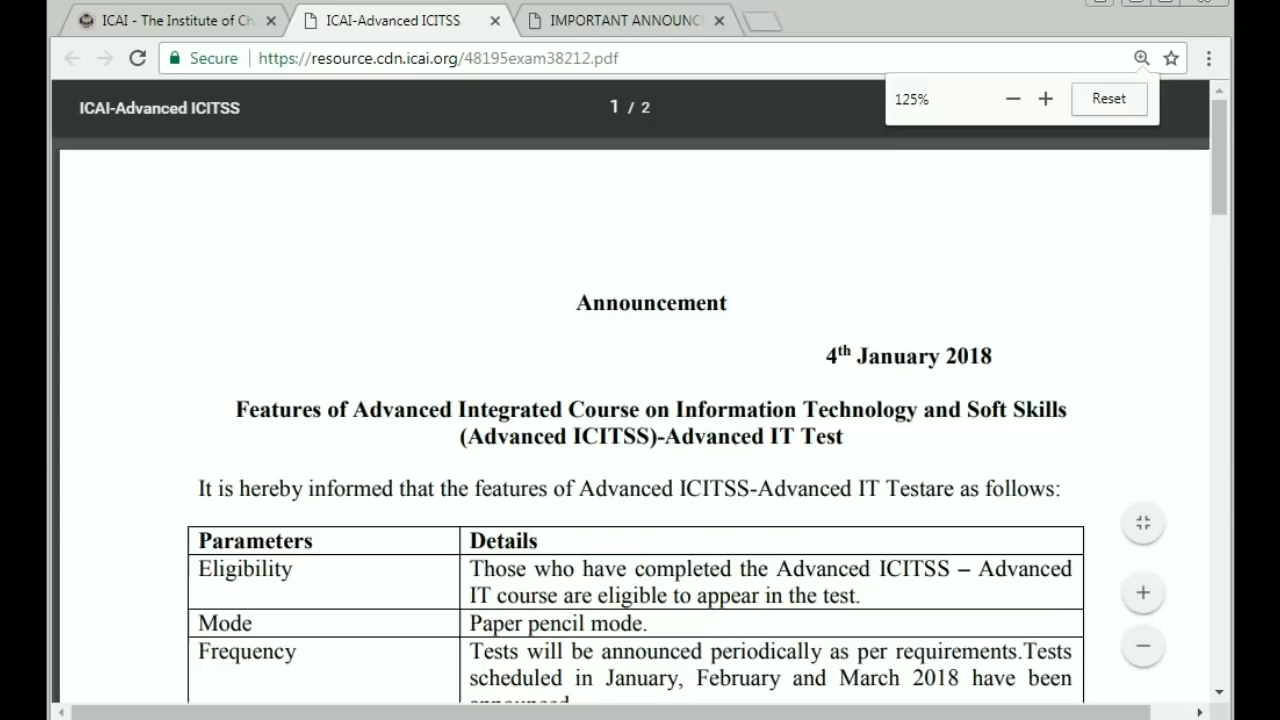 ICAI - The Institute of Ch
ICAI-Advanced ICITSS
IMPORTANT ANNOUNC
Secure
https://resource.cdn.icai.org/48195exam38212.pdf
ICAI-Advanced ICITSS
1 / 2
125%
Reset
Announcement
4th January 2018
Features of Advanced Integrated Course on Information Technology and Soft Skills
(Advanced ICITSS)-Advanced IT Test
It is hereby informed that the features of Advanced ICITSS-Advanced IT Testare as follows:
Parameters Details
Eligibility Those who have completed the Advanced ICITSS – Advanced
IT course are eligible to appear in the test.
Mode Paper pencil mode.
Frequency Tests will be announced periodically as per requirements.Tests
scheduled in January, February and March 2018 have been